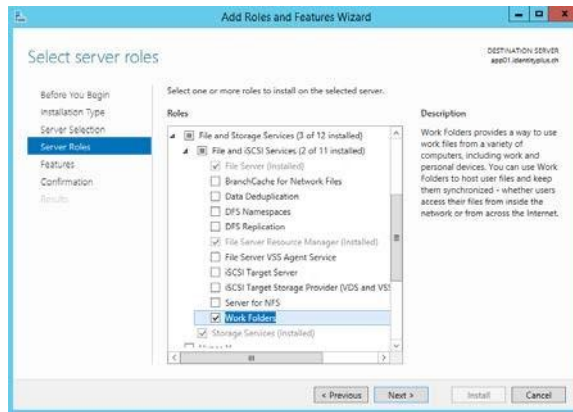 Add Roles and Features Wizard
Select server roles
DESTINATION SERVER
app01.identityplus.ch
Before You Begin
Installation Type
Server Selection
Server Roles
Features
Confirmation
Results
Select one or more roles to install on the selected server.
Roles
File and Storage Services (3 of 12 installed)
File and iSCSI Services (2 of 11 installed)
File Server (Installed)
BranchCache for Network Files
Data Deduplication
DFS Namespaces
DFS Replication
File Server Resource Manager (Installed)
File Server VSS Agent Service
iSCSI Target Server
iSCSI Target Storage Provider (VDS and VSS
Server for NFS
Work Folders
Storage Services (Installed)
Description
Work Folders provides a way to use
work files from a variety of
computers, including work and
personal devices. You can use Work
Folders to host user files and keep
them synchronized - whether users
access their files from inside the
network or from across the Internet.
< Previous
Next >
Install
Cancel